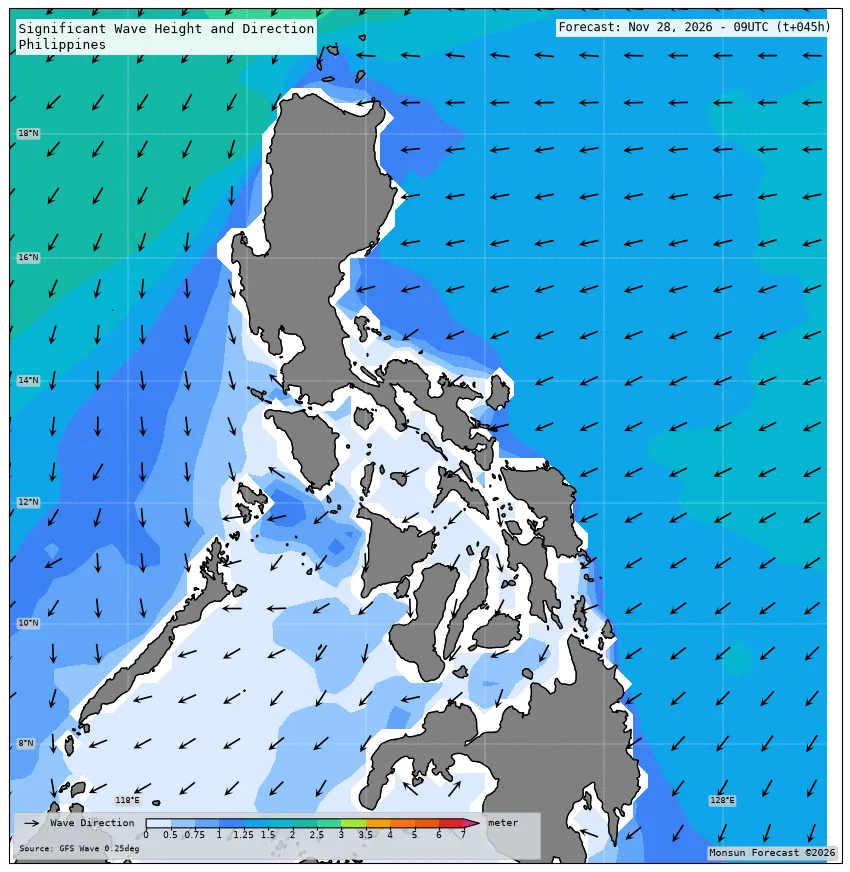 Significant Wave Height and Direction
Philippines
Forecast: Nov 28, 2026 - 09UTC (t+045h)
18°N
16°N
14°N
12°N
10°N
8°N
118°E
128°E
Wave Direction
meter
0 0.5 0.75 1 1.25 1.5 2 2.5 3 3.5 4 5 6 7
Source: GFS Wave 0.25deg
Monsun Forecast ©2026